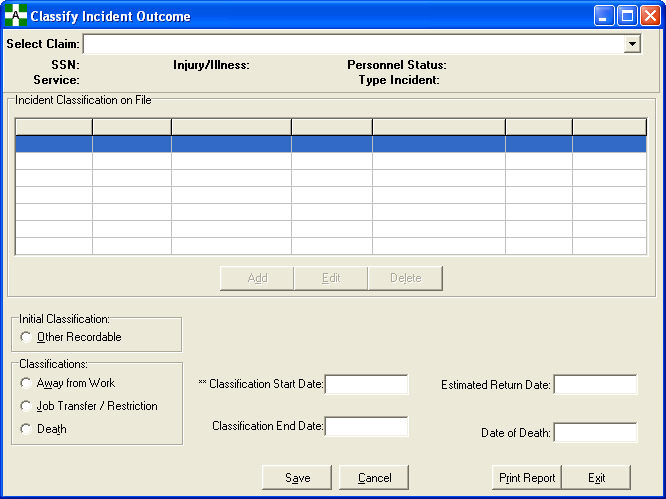 A Classify Incident Outcome
Select Claim:
SSN: Injury/Illness: Personnel Status:
Service: Type Incident:
Incident Classification on File
Add Edit Delete
Initial Classification:
Other Recordable
Classifications:
Away from Work ** Classification Start Date: Estimated Return Date:
Job Transfer / Restriction
Death Classification End Date: Date of Death:
Save Cancel Print Report Exit